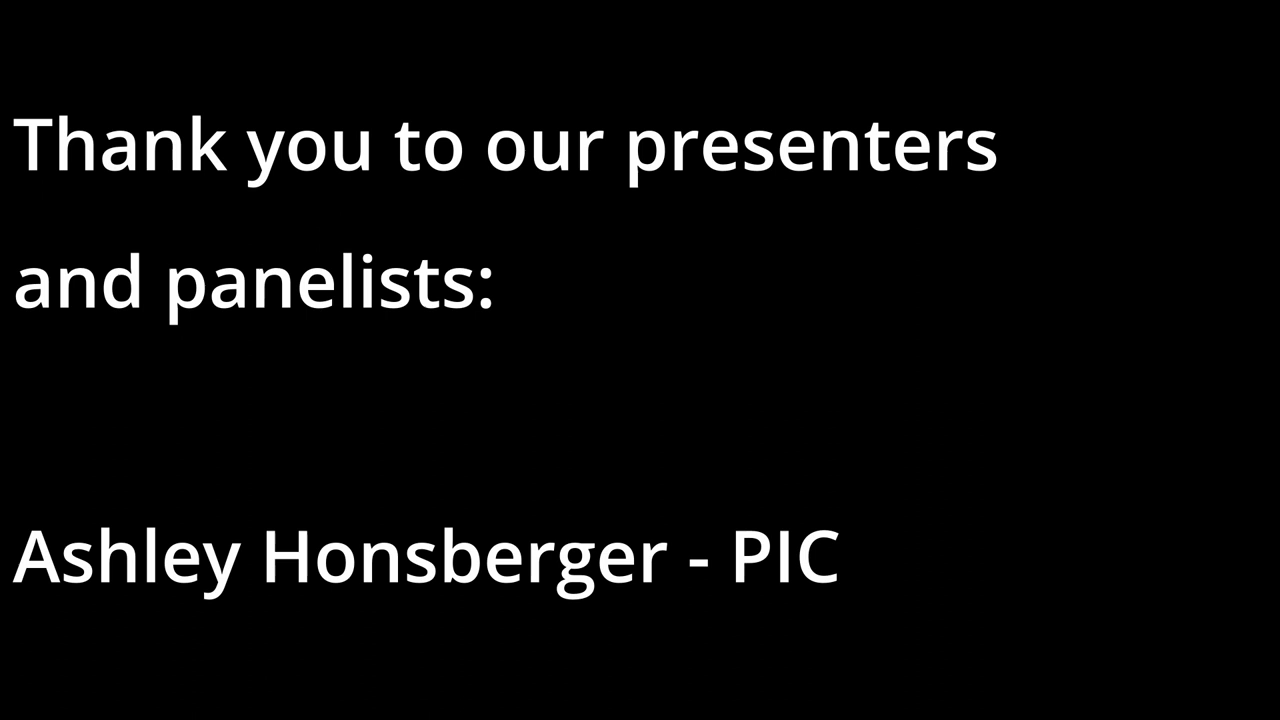 Thank you to our presenters
and panelists:
Ashley Honsberger - PIC